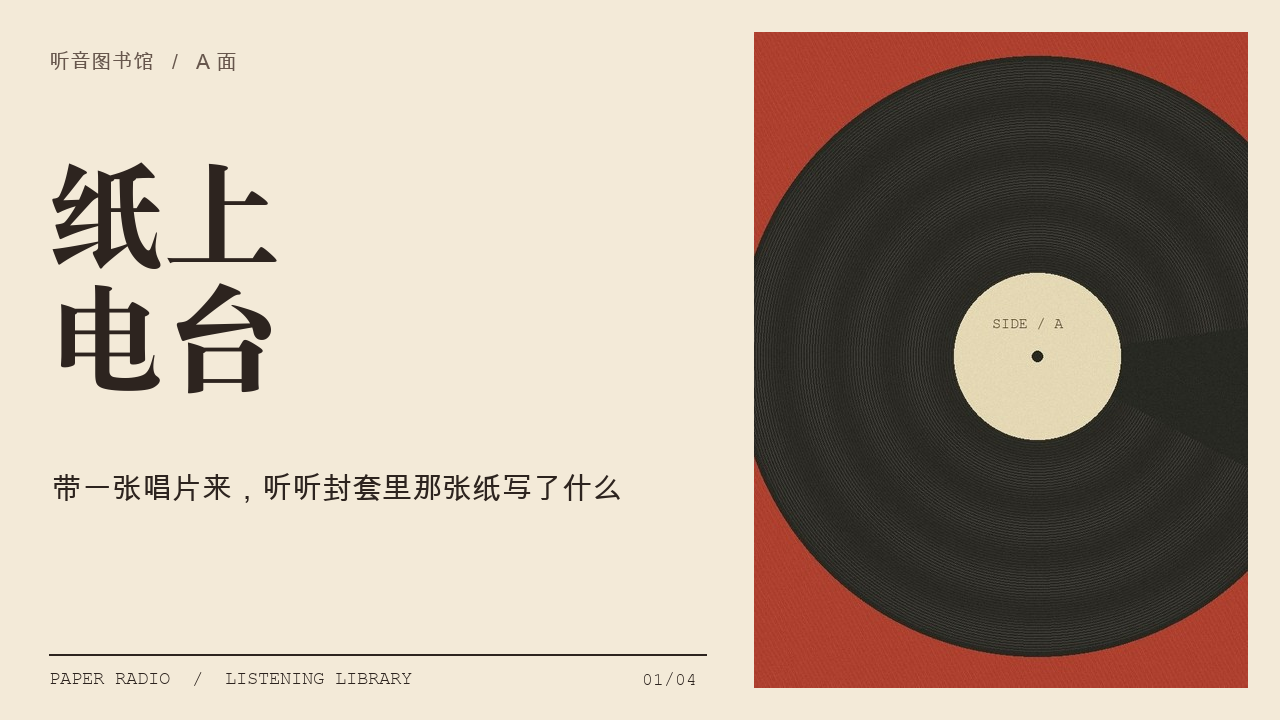 听音图书馆 / A 面
纸上
电台
带一张唱片来，听听封套里那张纸写了什么
SIDE / A
PAPER RADIO / LISTENING LIBRARY
01/04